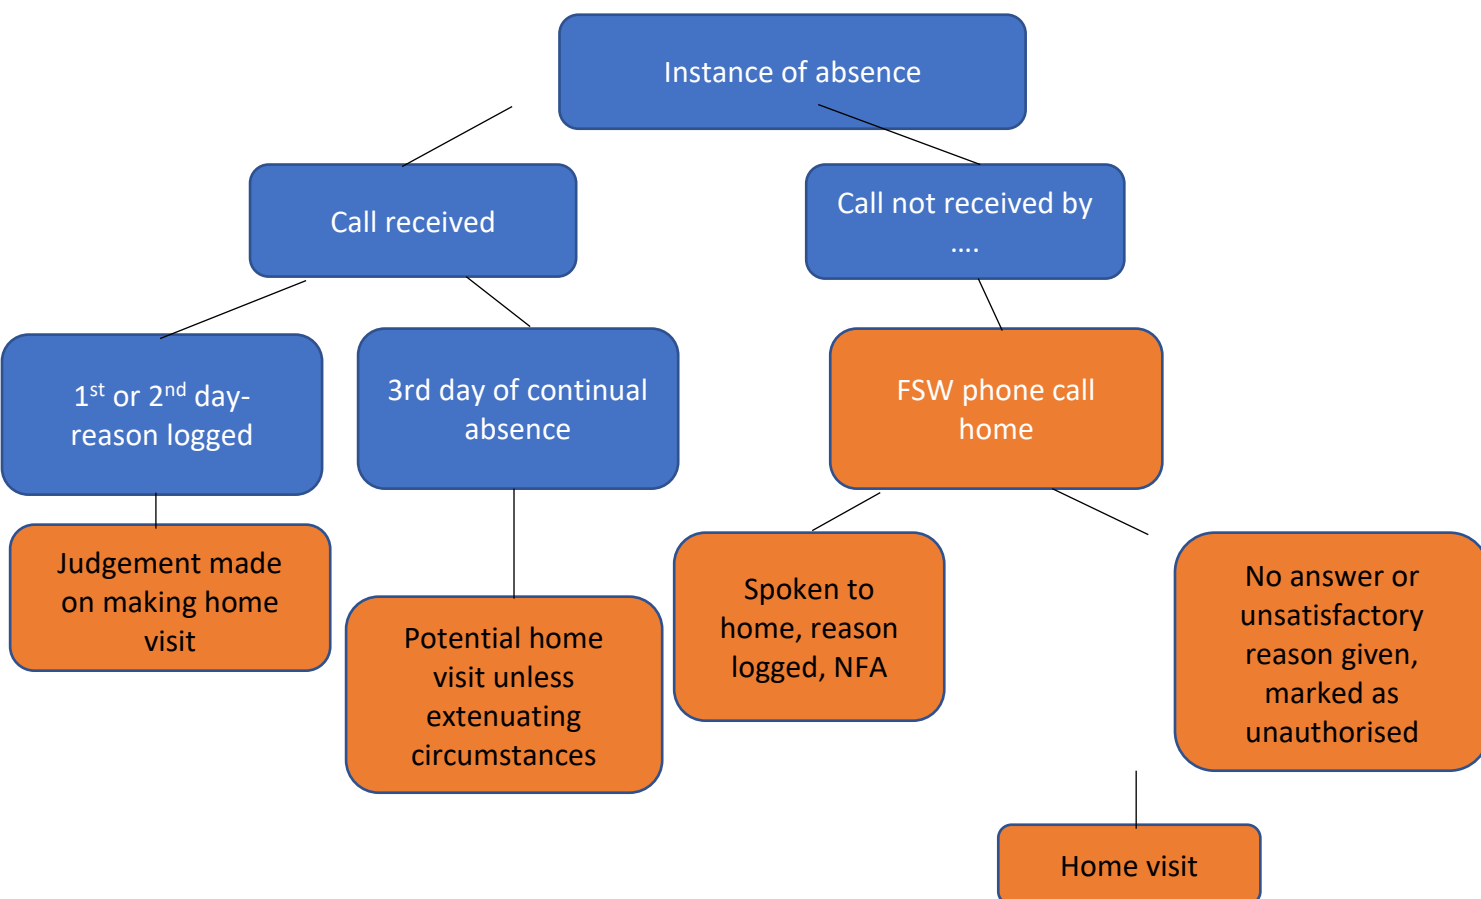 Instance of absence
Call received
Call not received by
....
1st or 2nd day-
reason logged
3rd day of continual
absence
FSW phone call
home
Judgement made
on making home
visit
Potential home
visit unless
extenuating
circumstances
Spoken to
home, reason
logged, NFA
No answer or
unsatisfactory
reason given,
marked as
unauthorised
Home visit